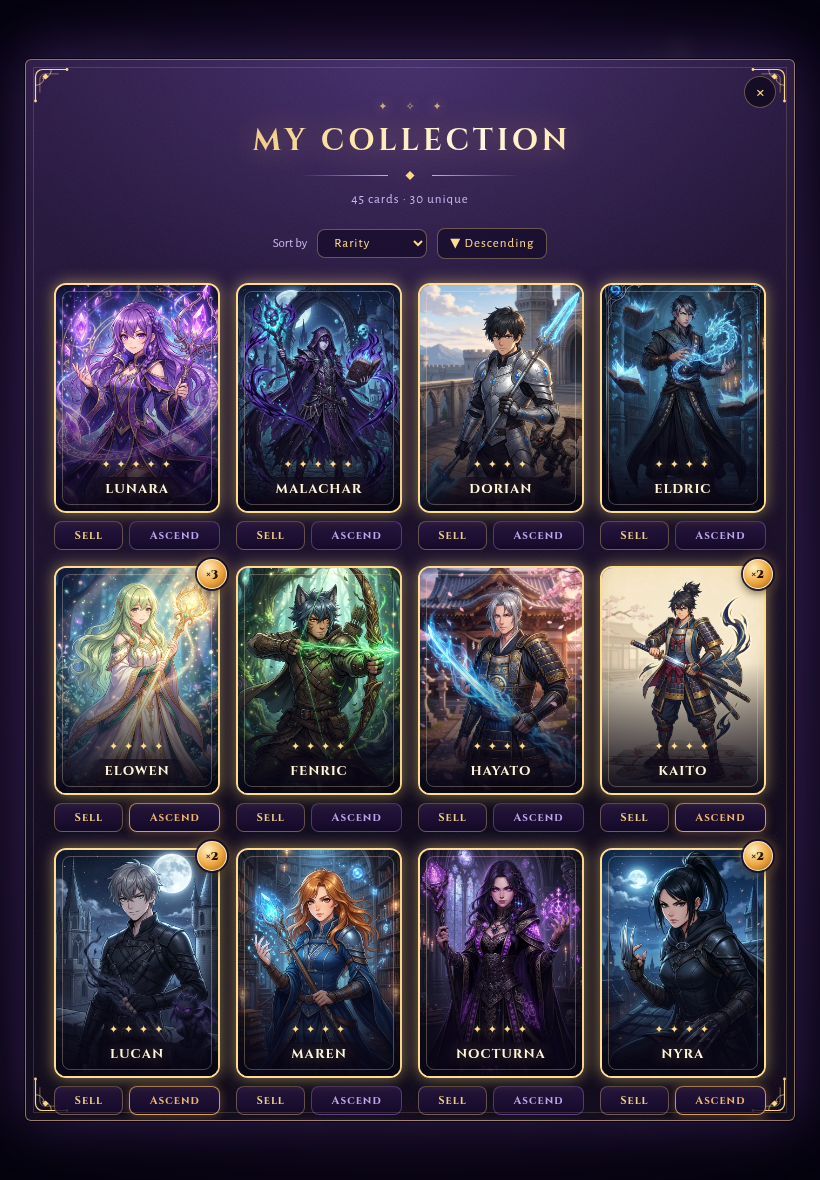 ×
MY COLLECTION
45 cards · 30 unique
Sort by Rarity ▼ Descending
LUNARA MALACHAR DORIAN ELDRIC
SELL ASCEND SELL ASCEND SELL ASCEND SELL ASCEND
×3 ×2
ELOWEN FENRIC HAYATO KAITO
SELL ASCEND SELL ASCEND SELL ASCEND SELL ASCEND
×2 ×2
LUCAN MAREN NOCTURNA NYRA
SELL ASCEND SELL ASCEND SELL ASCEND SELL ASCEND